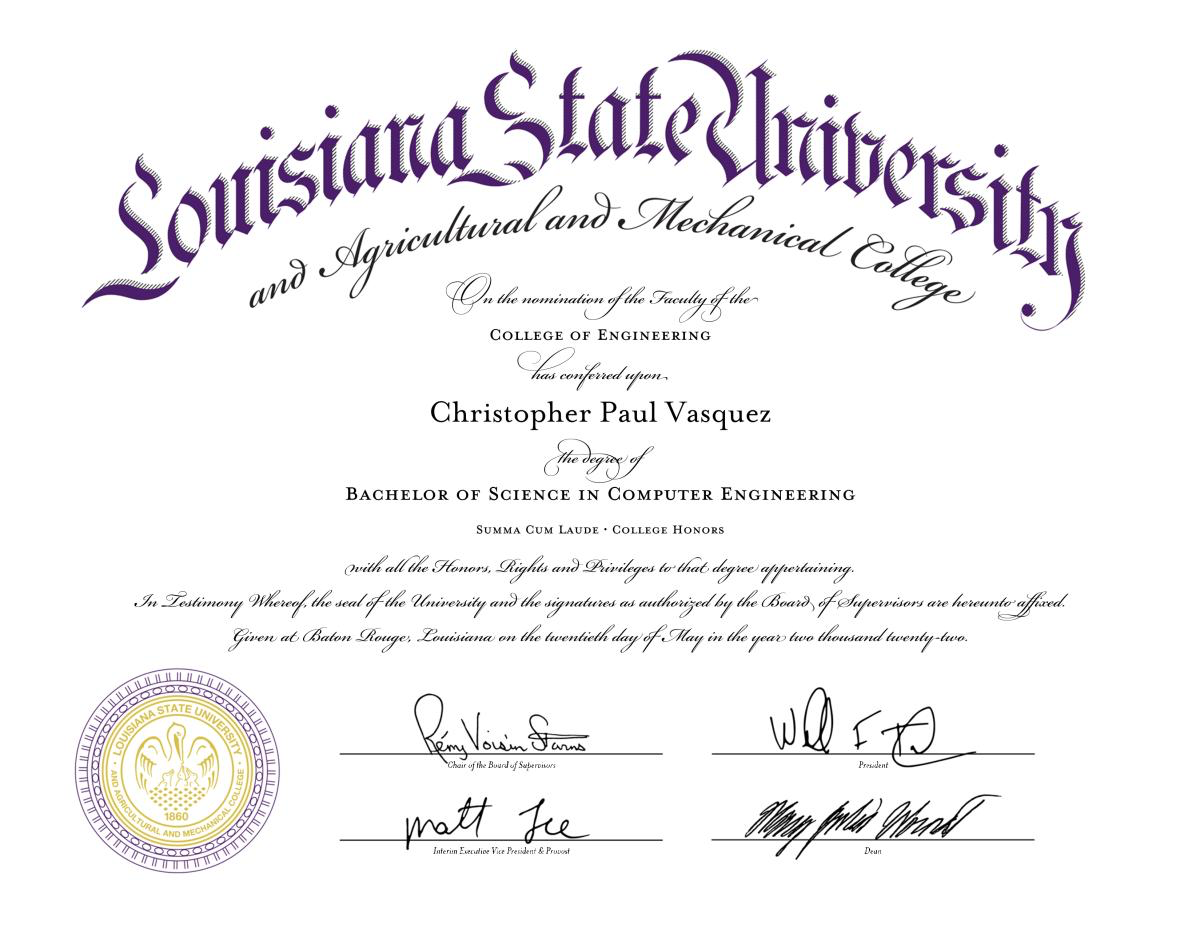 Louisiana State University
and Agricultural and Mechanical College
On the nomination of the Faculty of the
College of Engineering
has conferred upon
Christopher Paul Vasquez
the degree of
Bachelor of Science in Computer Engineering
Summa Cum Laude • College Honors
with all the Honors, Rights and Privileges to that degree appertaining.
In Testimony Whereof, the seal of the University and the signatures as authorized by the Board of Supervisors are hereunto affixed.
Given at Baton Rouge, Louisiana on the twentieth day of May in the year two thousand twenty-two.
LOUISIANA STATE UNIVERSITY
AND AGRICULTURAL AND MECHANICAL COLLEGE
1860
Rémy Voisin Starns
Chair of the Board of Supervisors
President
Matt Lee
Interim Executive Vice President & Provost
Dean